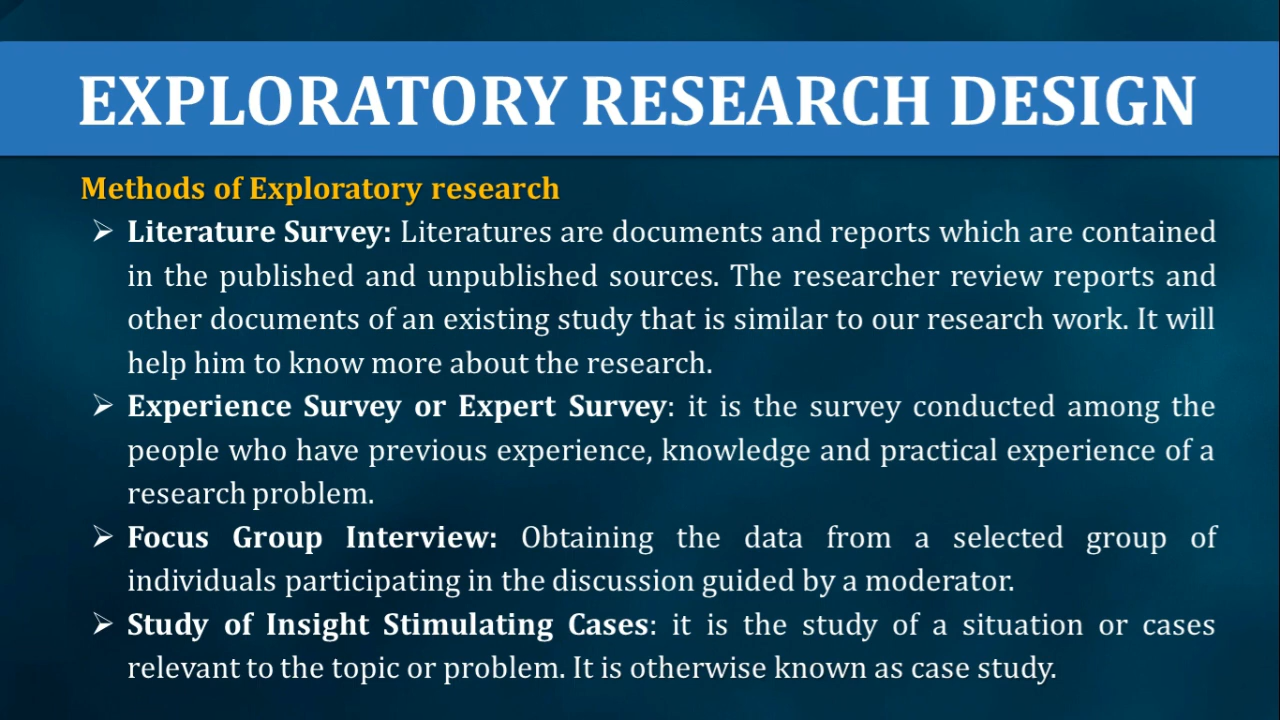 EXPLORATORY RESEARCH DESIGN
Methods of Exploratory research
➢ Literature Survey: Literatures are documents and reports which are contained
in the published and unpublished sources. The researcher review reports and
other documents of an existing study that is similar to our research work. It will
help him to know more about the research.
➢ Experience Survey or Expert Survey: it is the survey conducted among the
people who have previous experience, knowledge and practical experience of a
research problem.
➢ Focus Group Interview: Obtaining the data from a selected group of
individuals participating in the discussion guided by a moderator.
➢ Study of Insight Stimulating Cases: it is the study of a situation or cases
relevant to the topic or problem. It is otherwise known as case study.